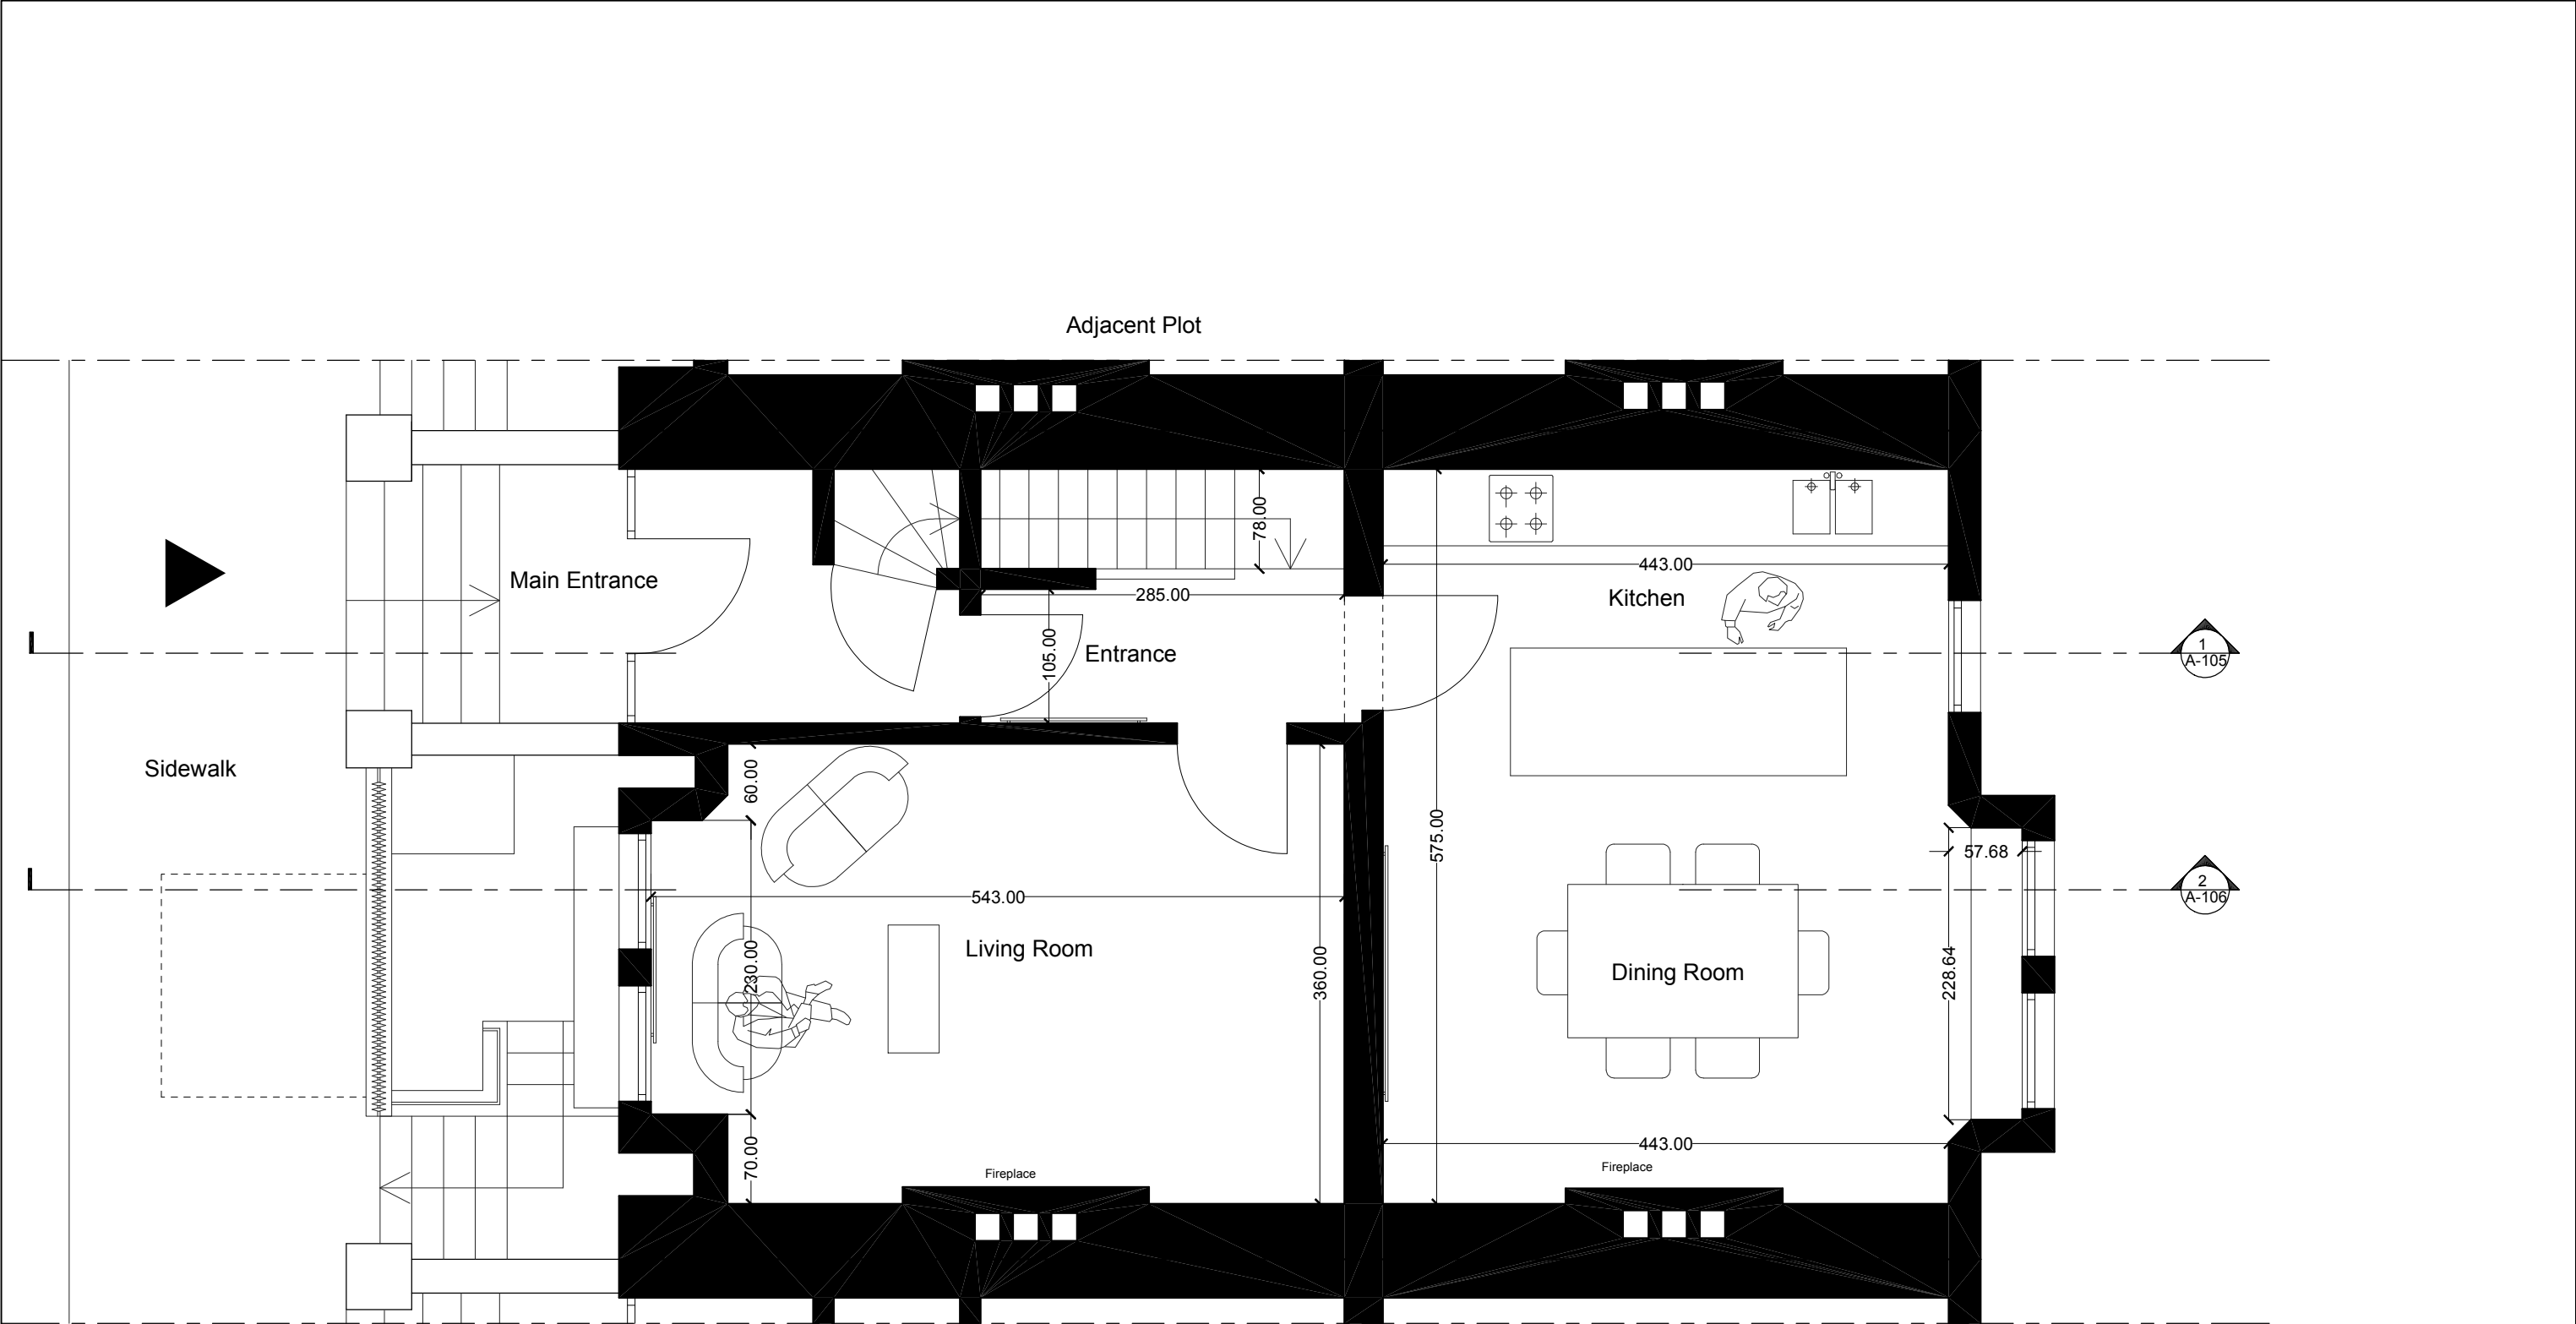 Adjacent Plot
78.00
443.00
Main Entrance
285.00
Kitchen
105.00
Entrance
1
A-105
Sidewalk
60.00
575.00
57.68
2
A-106
543.00
Living Room
230.00
360.00
Dining Room
228.64
443.00
70.00
Fireplace
Fireplace